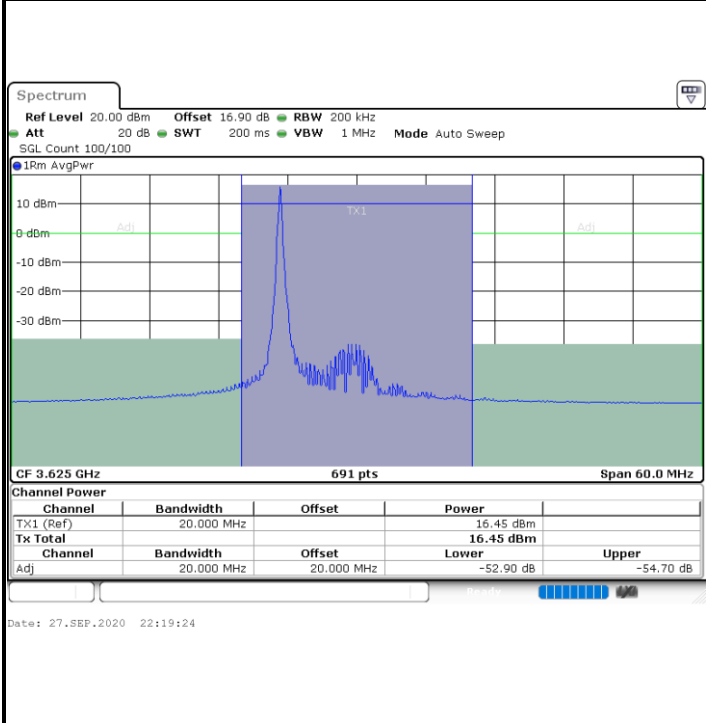 Spectrum
Ref Level 20.00 dBm Offset 16.90 dB RBW 200 kHz
Att 20 dB SWT 200 ms VBW 1 MHz Mode Auto Sweep
SGL Count 100/100
1Rm AvgPwr
10 dBm
TX1
Adj
Adj
0 dBm
-10 dBm
-20 dBm
-30 dBm
CF 3.625 GHz 691 pts Span 60.0 MHz
Channel Power
Channel Bandwidth Offset Power
TX1 (Ref) 20.000 MHz 16.45 dBm
Tx Total 16.45 dBm
Channel Bandwidth Offset Lower Upper
Adj 20.000 MHz 20.000 MHz -52.90 dB -54.70 dB
Ready
Date: 27.SEP.2020 22:19:24